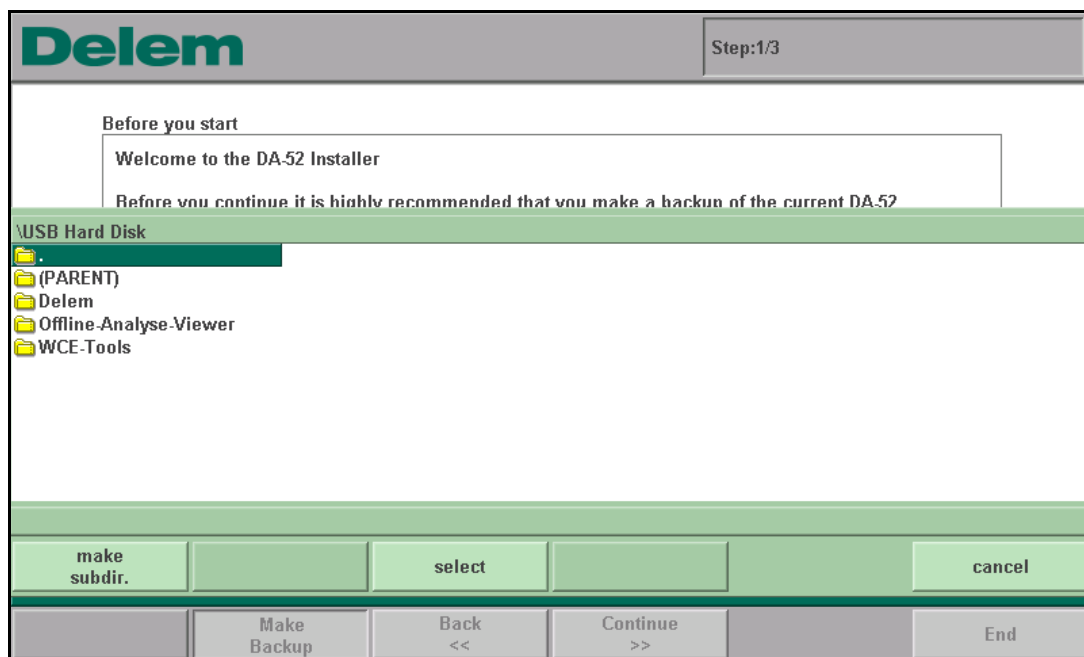 Delem
Step:1/3
Before you start
Welcome to the DA-52 Installer
Before you continue it is highly recommended that you make a backup of the current DA-52
\USB Hard Disk
.
(PARENT)
Delem
Offline-Analyse-Viewer
WCE-Tools
make
subdir.
select
cancel
Make
Backup
Back
<<
Continue
>>
End